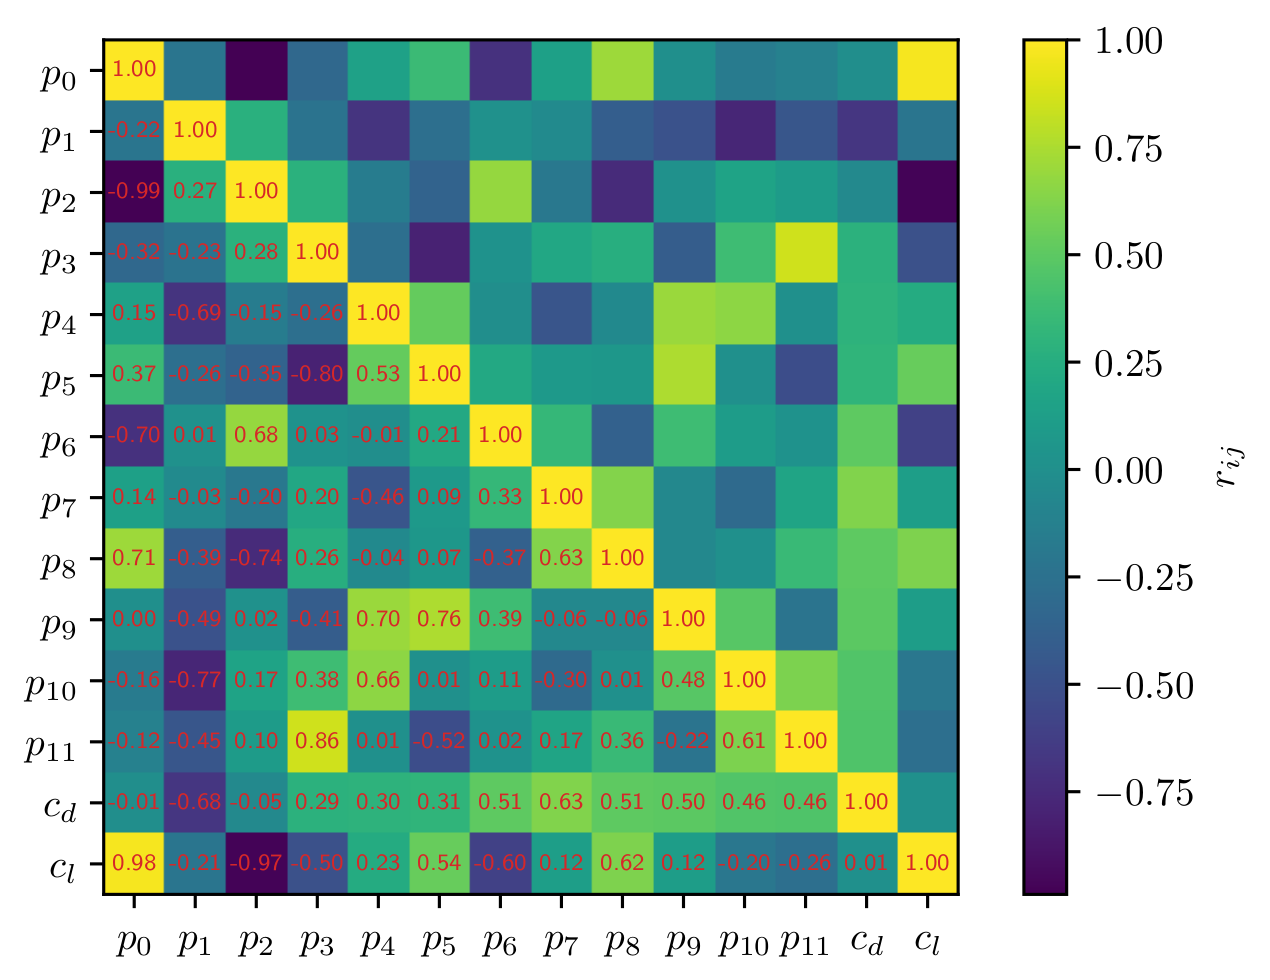 p0 1.00
p1 -0.22 1.00
p2 -0.99 0.27 1.00
p3 -0.32 -0.23 0.28 1.00
p4 0.15 -0.69 -0.15 -0.26 1.00
p5 0.37 -0.26 -0.35 -0.80 0.53 1.00
p6 -0.70 0.01 0.68 0.03 -0.01 0.21 1.00
p7 0.14 -0.03 -0.20 0.20 -0.46 0.09 0.33 1.00
p8 0.71 -0.39 -0.74 0.26 -0.04 0.07 -0.37 0.63 1.00
p9 0.00 -0.49 0.02 -0.41 0.70 0.76 0.39 -0.06 -0.06 1.00
p10 -0.16 -0.77 0.17 0.38 0.66 0.01 0.11 -0.30 0.01 0.48 1.00
p11 -0.12 -0.45 0.10 0.86 0.01 -0.52 0.02 0.17 0.36 -0.22 0.61 1.00
cd -0.01 -0.68 -0.05 0.29 0.30 0.31 0.51 0.63 0.51 0.50 0.46 0.46 1.00
cl 0.98 -0.21 -0.97 -0.50 0.23 0.54 -0.60 0.12 0.62 0.12 -0.20 -0.26 0.01 1.00
p0 p1 p2 p3 p4 p5 p6 p7 p8 p9 p10 p11 cd cl
1.00
0.75
0.50
0.25
0.00
−0.25
−0.50
−0.75
rij